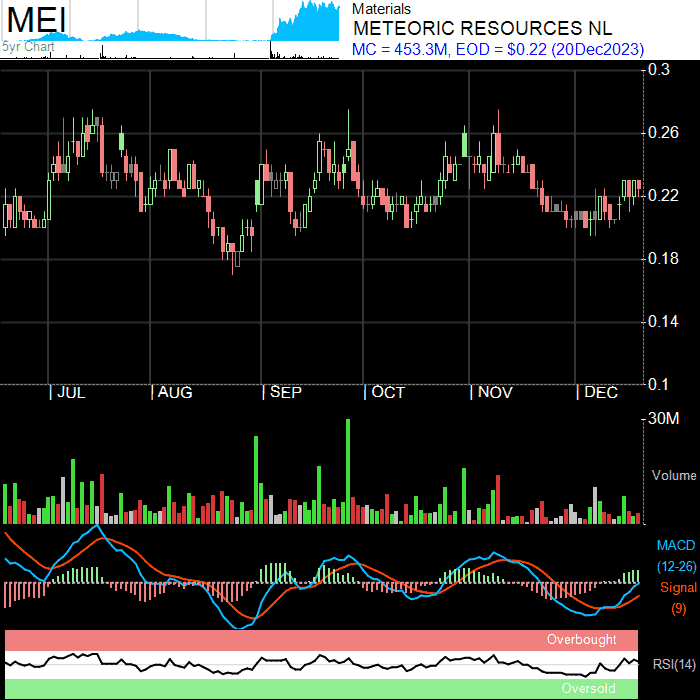 MEI
5yr Chart
Materials
METEORIC RESOURCES NL
MC = 453.3M, EOD = $0.22 (20Dec2023)
0.3
0.26
0.22
0.18
0.14
0.1
| JUL | AUG | SEP | OCT | NOV | DEC
30M
Volume
MACD
(12-26)
Signal
(9)
Overbought
RSI(14)
Oversold